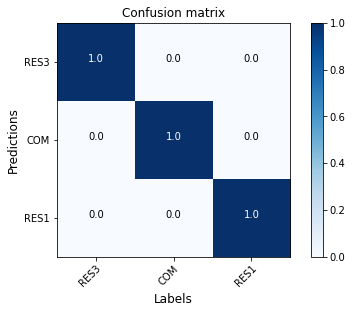 Confusion matrix
Predictions
RES3 1.0 0.0 0.0
COM 0.0 1.0 0.0
RES1 0.0 0.0 1.0
RES3 COM RES1
Labels
1.0
0.8
0.6
0.4
0.2
0.0